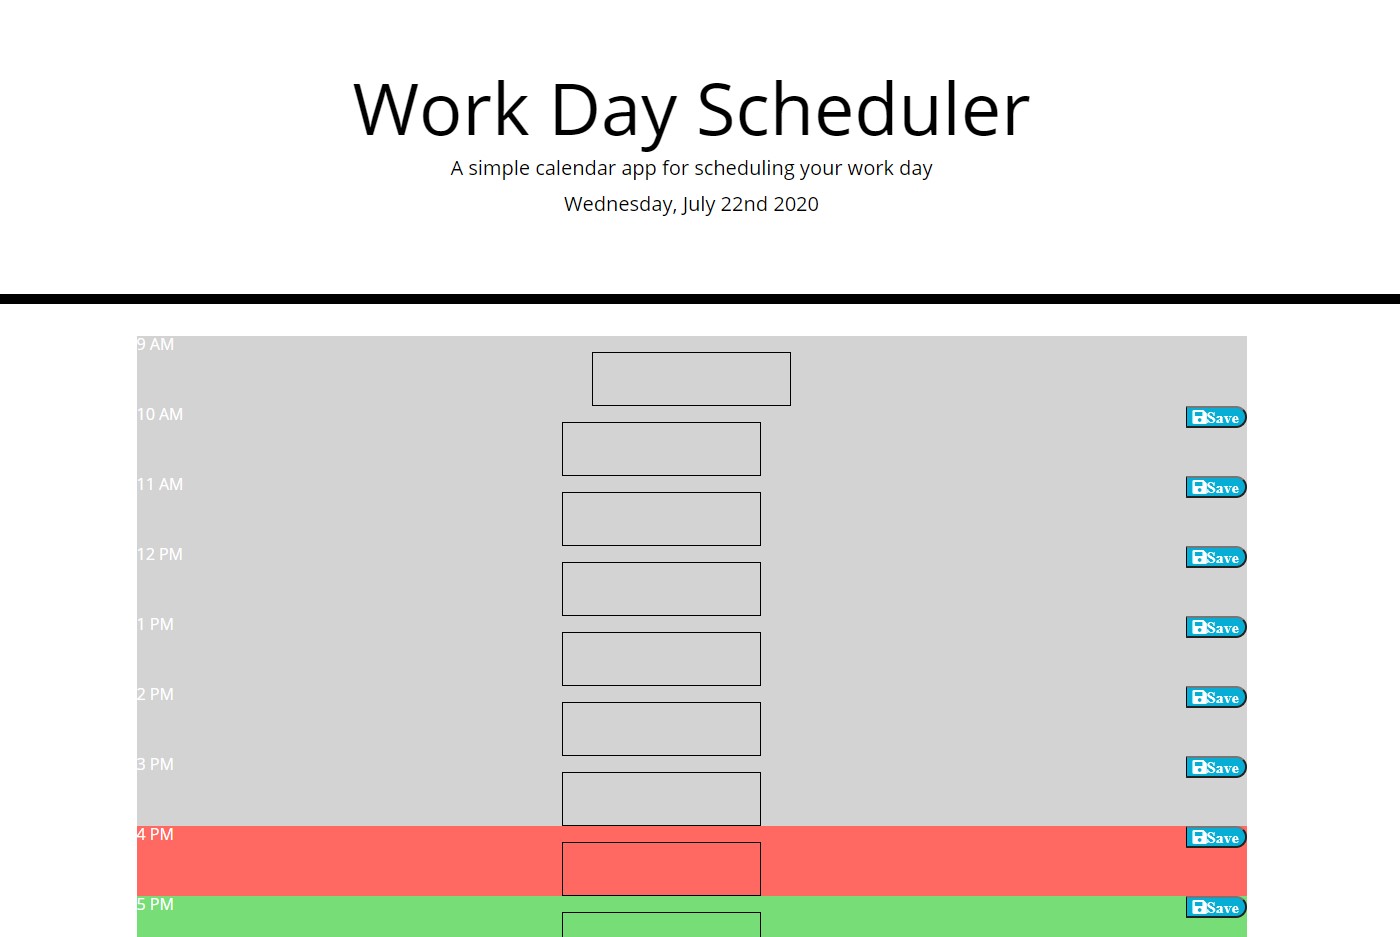 Work Day Scheduler
A simple calendar app for scheduling your work day
Wednesday, July 22nd 2020
9 AM
10 AM
Save
11 AM
Save
12 PM
Save
1 PM
Save
2 PM
Save
3 PM
Save
4 PM
Save
5 PM
Save